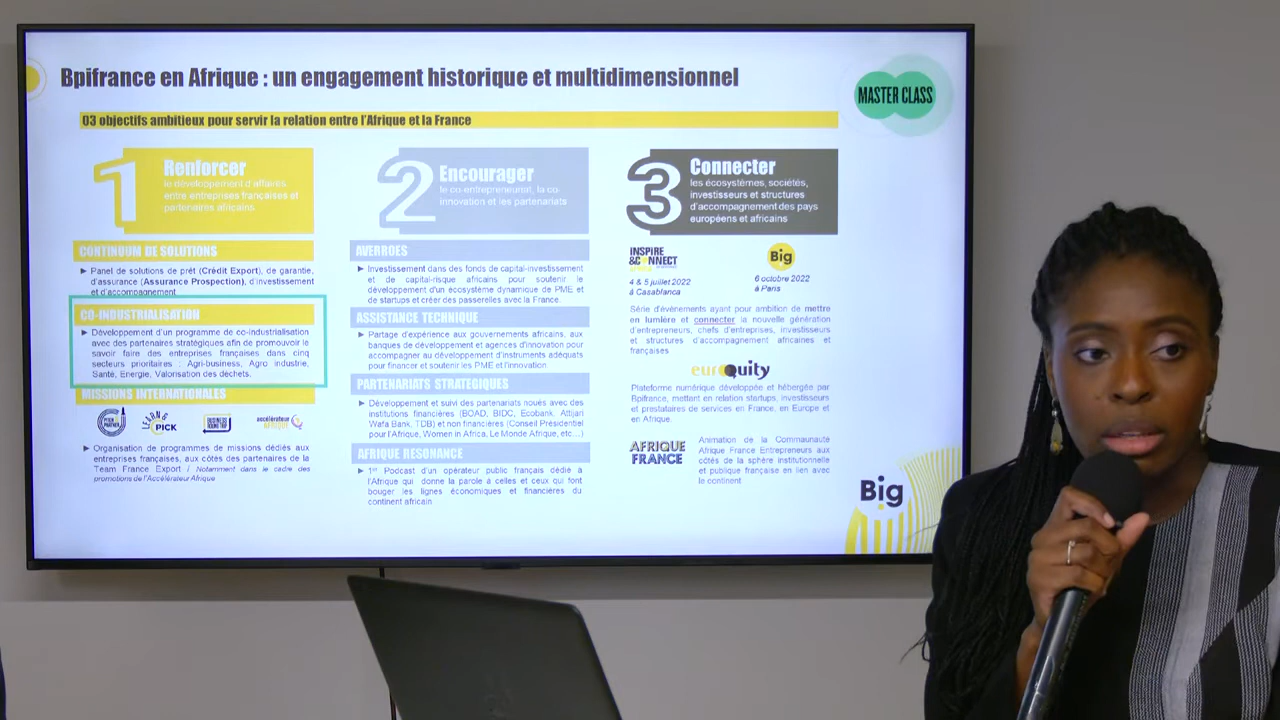 Bpifrance en Afrique : un engagement historique et multidimensionnel
MASTER CLASS
03 objectifs ambitieux pour servir la relation entre l'Afrique et la France
1
Renforcer
le développement d'affaires
entre entreprises françaises et
partenaires africains.
CONTINUUM DE SOLUTIONS
► Panel de solutions de prêt (Crédit Export), de garantie,
d'assurance (Assurance Prospection), d'investissement
et d'accompagnement
CO-INDUSTRIALISATION
► Développement d'un programme de co-industrialisation
avec des partenaires stratégiques afin de promouvoir le
savoir faire des entreprises françaises dans cinq
secteurs prioritaires : Agri-business, Agro industrie,
Santé, Energie, Valorisation des déchets.
MISSIONS INTERNATIONALES
LEARN &
PICK
accélérateur
AFRIQUE
► Organisation de programmes de missions dédiés aux
entreprises françaises, aux côtés des partenaires de la
Team France Export / Notamment dans le cadre des
promotions de l'Accélérateur Afrique
2
Encourager
le co-entrepreneuriat, la co-
innovation et les partenariats
AVERROES
► Investissement dans des fonds de capital-investissement
et de capital-risque africains pour soutenir le
développement d'un écosystème dynamique de PME et
de startups et créer des passerelles avec la France.
ASSISTANCE TECHNIQUE
► Partage d'expérience aux gouvernements africains, aux
banques de développement et agences d'innovation pour
accompagner au développement d'instruments adéquats
pour financer et soutenir les PME et l'innovation.
PARTENARIATS STRATÉGIQUES
► Développement et suivi des partenariats noués avec des
institutions financières (BOAD, BIDC, Ecobank, Attijari
Wafa Bank, TDB) et non financières (Conseil Présidentiel
pour l'Afrique, Women in Africa, Le Monde Afrique, etc…)
AFRIQUE RESONANCE
► 1er Podcast d'un opérateur public français dédié à
l'Afrique qui donne la parole à celles et ceux qui font
bouger les lignes économiques et financières du
continent africain
3
Connecter
les écosystèmes, sociétés,
investisseurs et structures
d'accompagnement des pays
européens et africains
INSPIRE
&CONNECT
4 & 5 juillet 2022
à Casablanca
Big
6 octobre 2022
à Paris
Série d'évènements ayant pour ambition de mettre
en lumière et connecter la nouvelle génération
d'entrepreneurs, chefs d'entreprises, investisseurs
et structures d'accompagnement africaines et
françaises
euroQuity
Plateforme numérique développée et hébergée par
Bpifrance, mettant en relation startups, investisseurs
et prestataires de services en France, en Europe et
en Afrique.
AFRIQUE
FRANCE
Animation de la Communauté
Afrique France Entrepreneurs aux
côtés de la sphère institutionnelle
et publique française en lien avec
le continent
Big